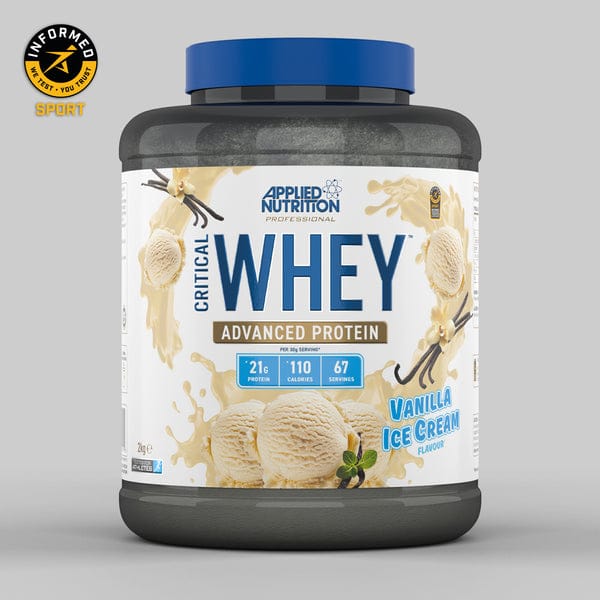 INFORMED
WE TEST · YOU TRUST
SPORT
APPLIED
NUTRITION
PROFESSIONAL
CRITICAL
WHEY™
ADVANCED PROTEIN
PER 30g SERVING*
*21G PROTEIN
*110 CALORIES
67 SERVINGS
VANILLA
ICE CREAM
FLAVOUR
2kg ℮